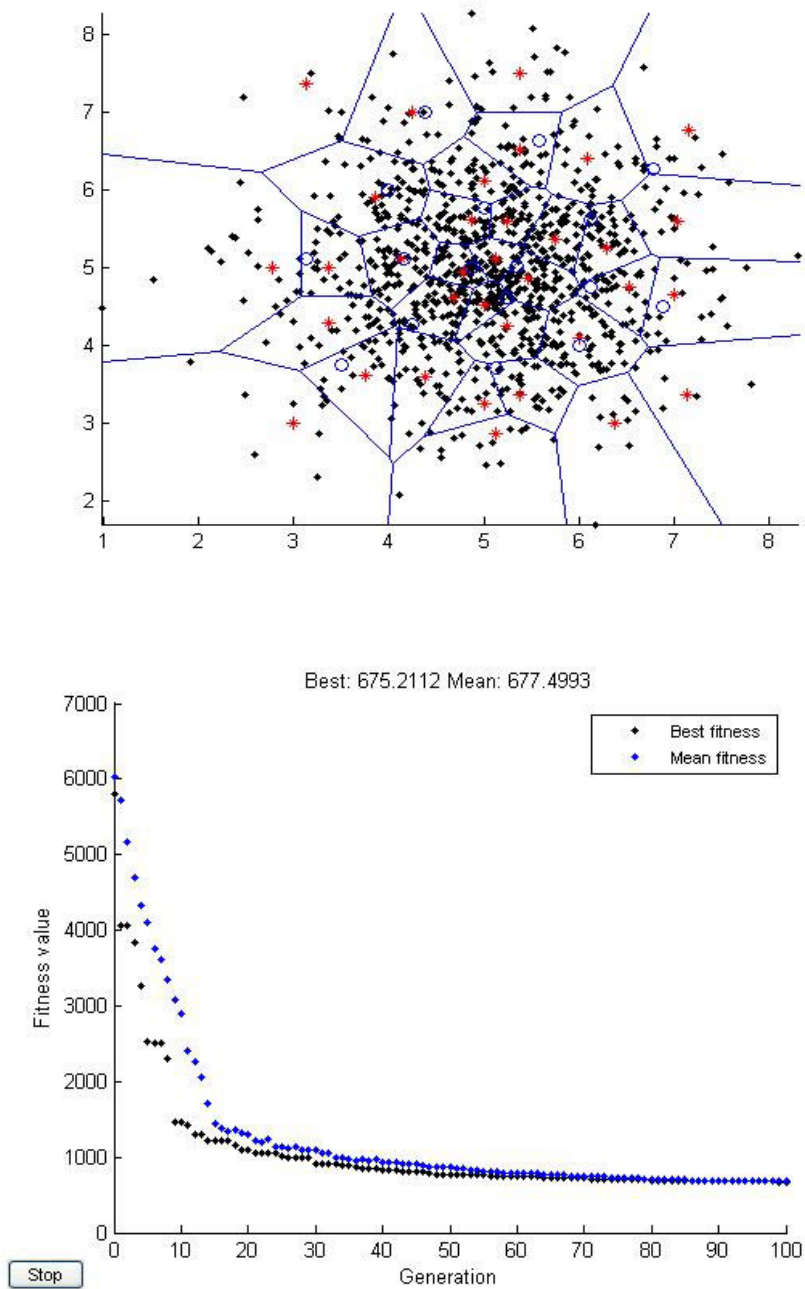 8
7
6
5
4
3
2
1 2 3 4 5 6 7 8
Best: 675.2112 Mean: 677.4993
7000
6000
5000
4000
3000
2000
1000
0
Fitness value
Best fitness
Mean fitness
0 10 20 30 40 50 60 70 80 90 100
Generation
Stop